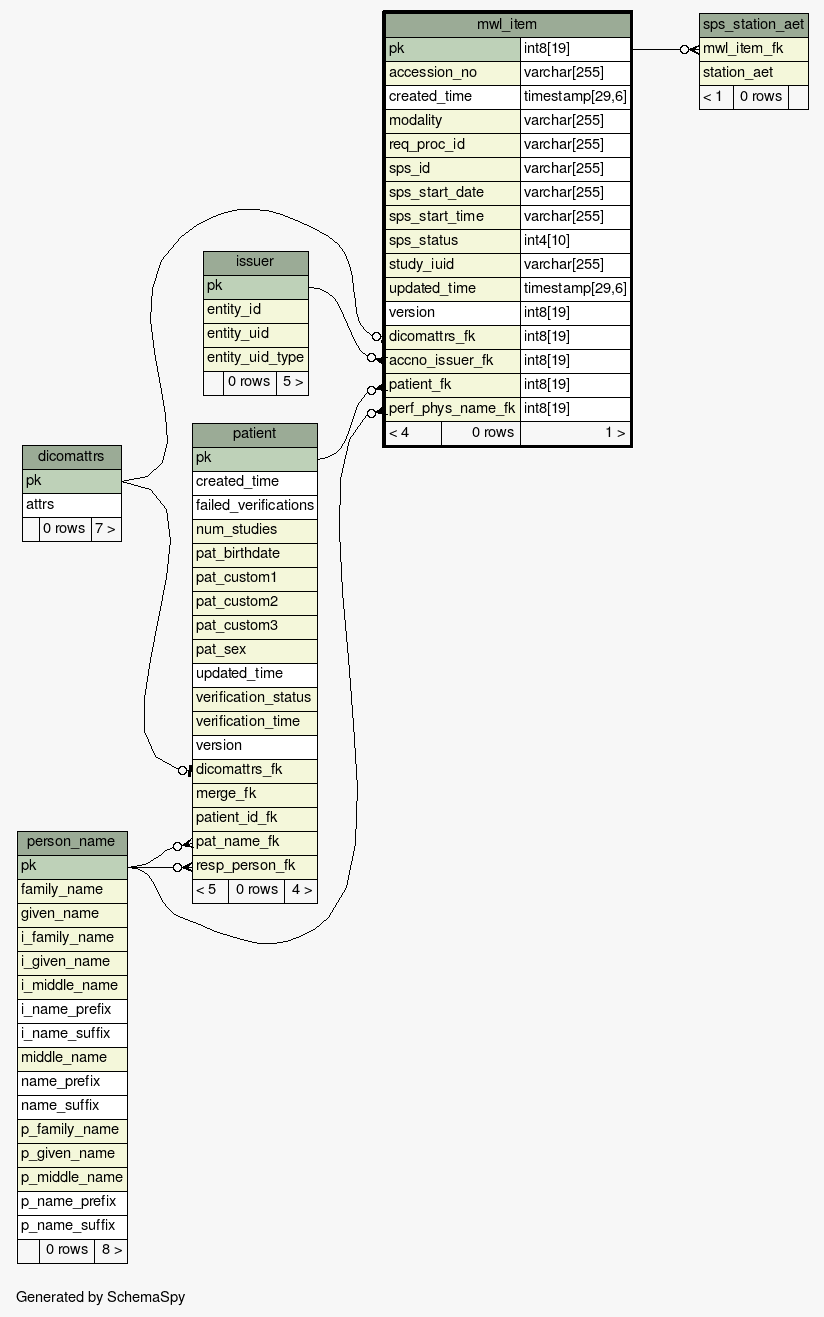 mwl_item
pk int8[19]
accession_no varchar[255]
created_time timestamp[29,6]
modality varchar[255]
req_proc_id varchar[255]
sps_id varchar[255]
sps_start_date varchar[255]
sps_start_time varchar[255]
sps_status int4[10]
study_iuid varchar[255]
updated_time timestamp[29,6]
version int8[19]
dicomattrs_fk int8[19]
accno_issuer_fk int8[19]
patient_fk int8[19]
perf_phys_name_fk int8[19]
< 4 0 rows 1 >
sps_station_aet
mwl_item_fk
station_aet
< 1 0 rows
issuer
pk
entity_id
entity_uid
entity_uid_type
0 rows 5 >
patient
pk
created_time
failed_verifications
num_studies
pat_birthdate
pat_custom1
pat_custom2
pat_custom3
pat_sex
updated_time
verification_status
verification_time
version
dicomattrs_fk
merge_fk
patient_id_fk
pat_name_fk
resp_person_fk
< 5 0 rows 4 >
dicomattrs
pk
attrs
0 rows 7 >
person_name
pk
family_name
given_name
i_family_name
i_given_name
i_middle_name
i_name_prefix
i_name_suffix
middle_name
name_prefix
name_suffix
p_family_name
p_given_name
p_middle_name
p_name_prefix
p_name_suffix
0 rows 8 >
Generated by SchemaSpy